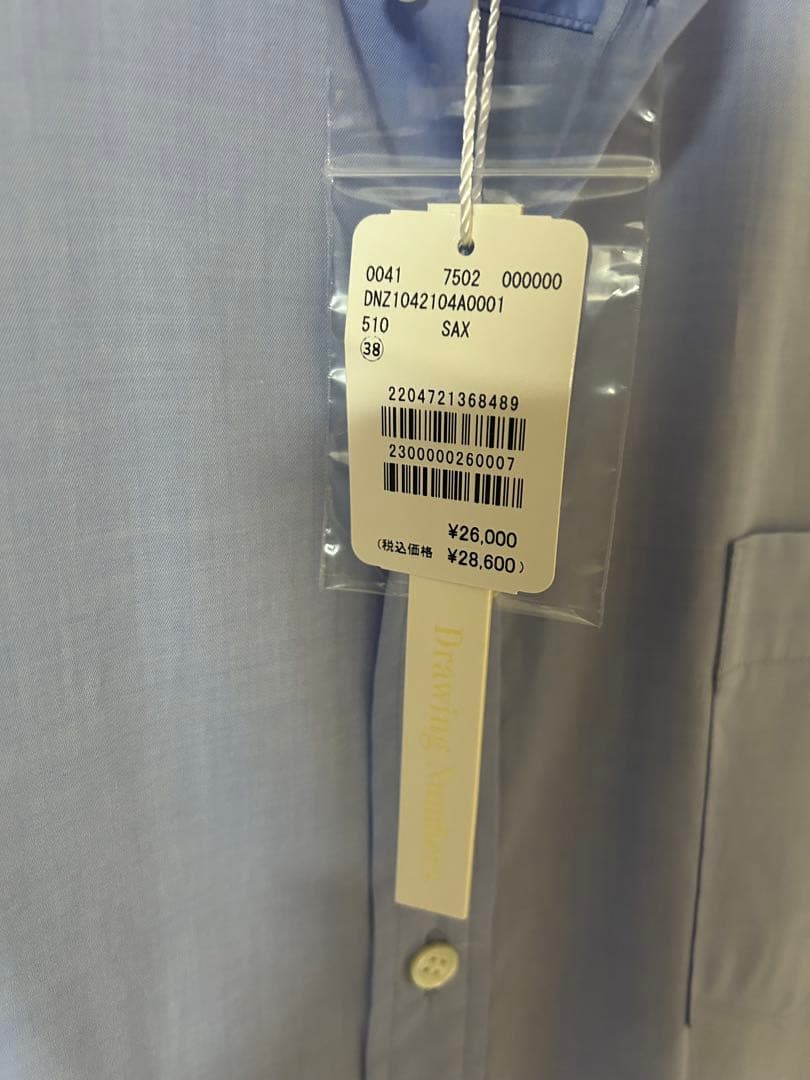 0041 7502 000000
DNZ1042104A0001
510 SAX
38
2204721368489
2300000260007
¥26,000
(税込価格 ¥28,600)
Drawing Numbers